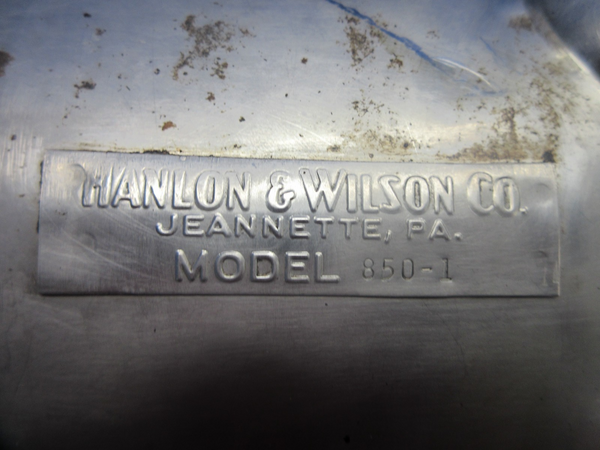 HANLON & WILSON CO.
JEANNETTE, PA.
MODEL 850-1